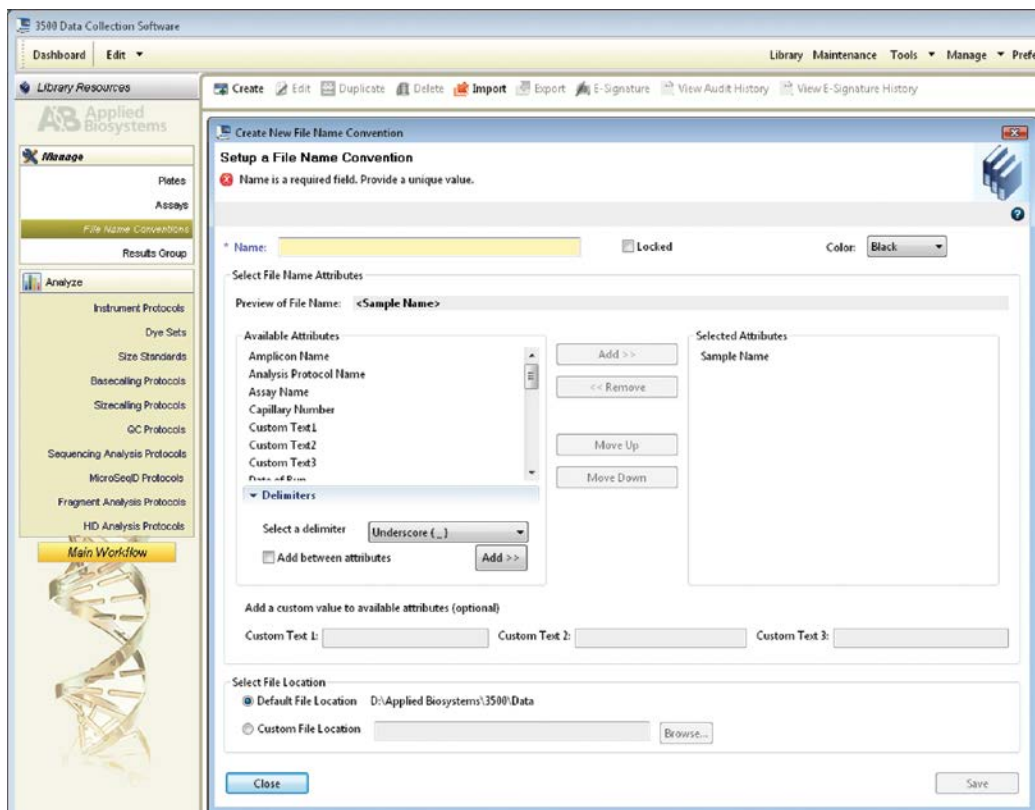 3500 Data Collection Software
Dashboard Edit
Library Maintenance Tools Manage Prefe
Library Resources
Create Edit Duplicate Delete Import Export E-Signature View Audit History View E-Signature History
AB Applied
Biosystems
Manage
Plates
Assays
File Name Conventions
Results Group
Analyze
Instrument Protocols
Dye Sets
Size Standards
Basecalling Protocols
Sizecalling Protocols
QC Protocols
Sequencing Analysis Protocols
MicroSeqID Protocols
Fragment Analysis Protocols
HID Analysis Protocols
Main Workflow
Create New File Name Convention
Setup a File Name Convention
Name is a required field. Provide a unique value.
* Name: Locked Color: Black
Select File Name Attributes
Preview of File Name: <Sample Name>
Available Attributes
Amplicon Name
Analysis Protocol Name
Assay Name
Capillary Number
Custom Text1
Custom Text2
Custom Text3
Date of Run
Add >>
<< Remove
Move Up
Move Down
Selected Attributes
Sample Name
Delimiters
Select a delimiter Underscore (_)
Add between attributes Add >>
Add a custom value to available attributes (optional)
Custom Text 1: Custom Text 2: Custom Text 3:
Select File Location
Default File Location D:\Applied Biosystems\3500\Data
Custom File Location Browse...
Close Save